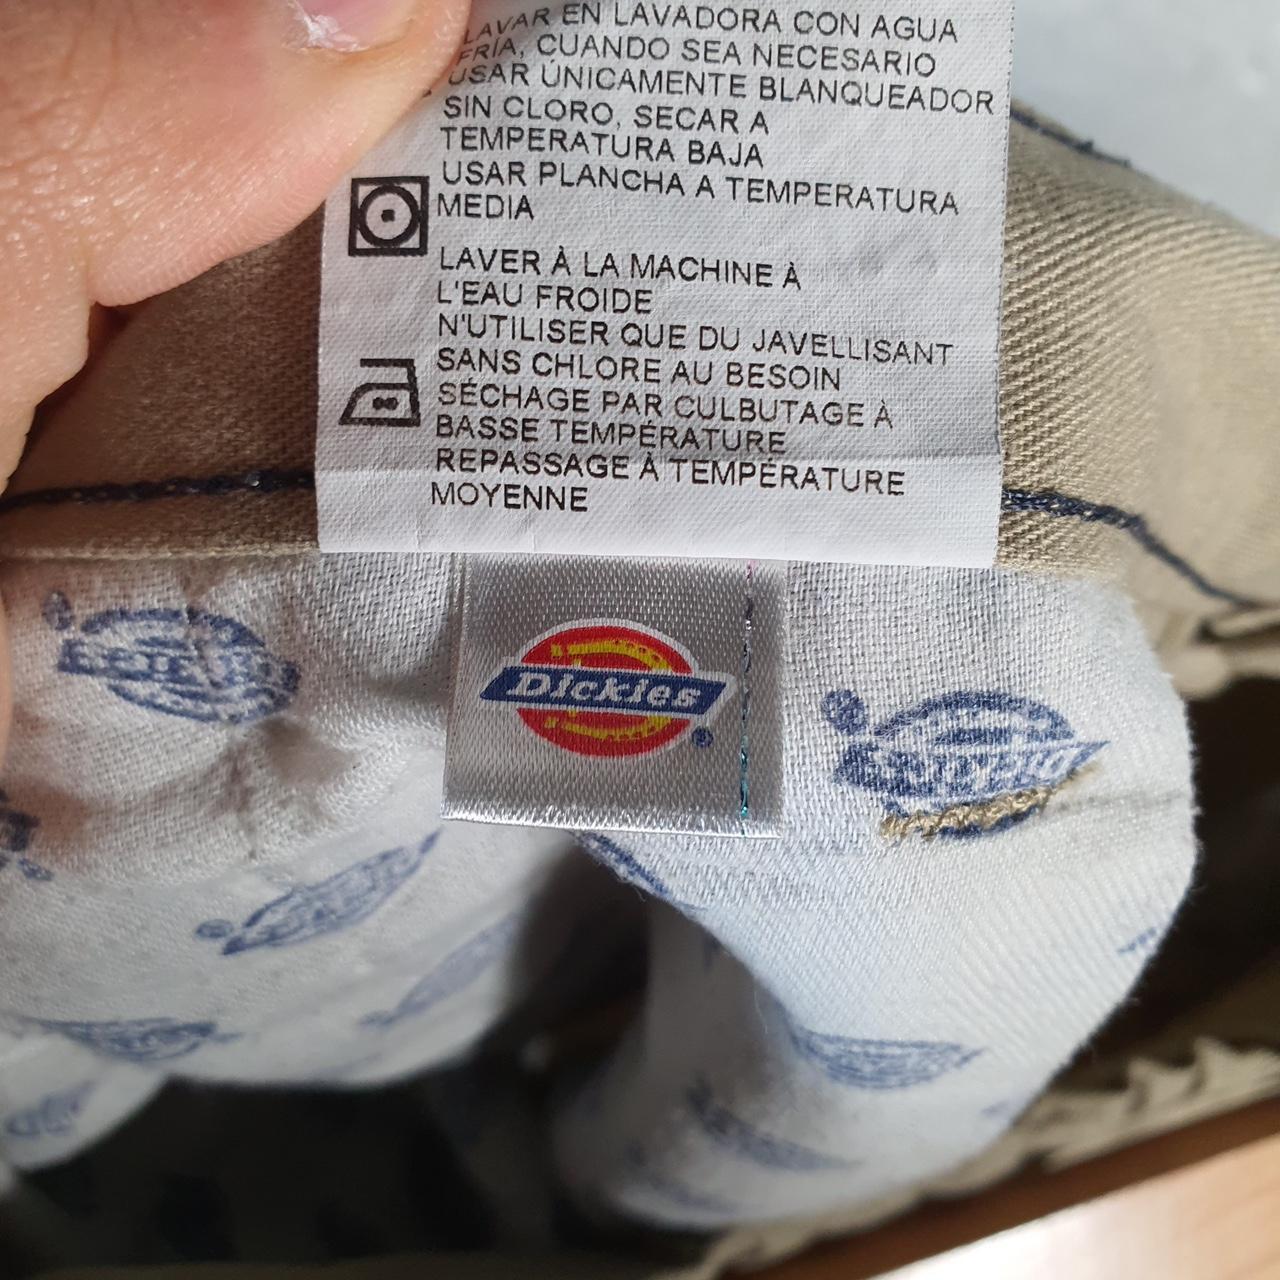 LAVAR EN LAVADORA CON AGUA
FRÍA, CUANDO SEA NECESARIO
USAR ÚNICAMENTE BLANQUEADOR
SIN CLORO, SECAR A
TEMPERATURA BAJA
USAR PLANCHA A TEMPERATURA
MEDIA
LAVER À LA MACHINE À
L'EAU FROIDE
N'UTILISER QUE DU JAVELLISANT
SANS CHLORE AU BESOIN
SÉCHAGE PAR CULBUTAGE À
BASSE TEMPÉRATURE
REPASSAGE À TEMPÉRATURE
MOYENNE
Dickies